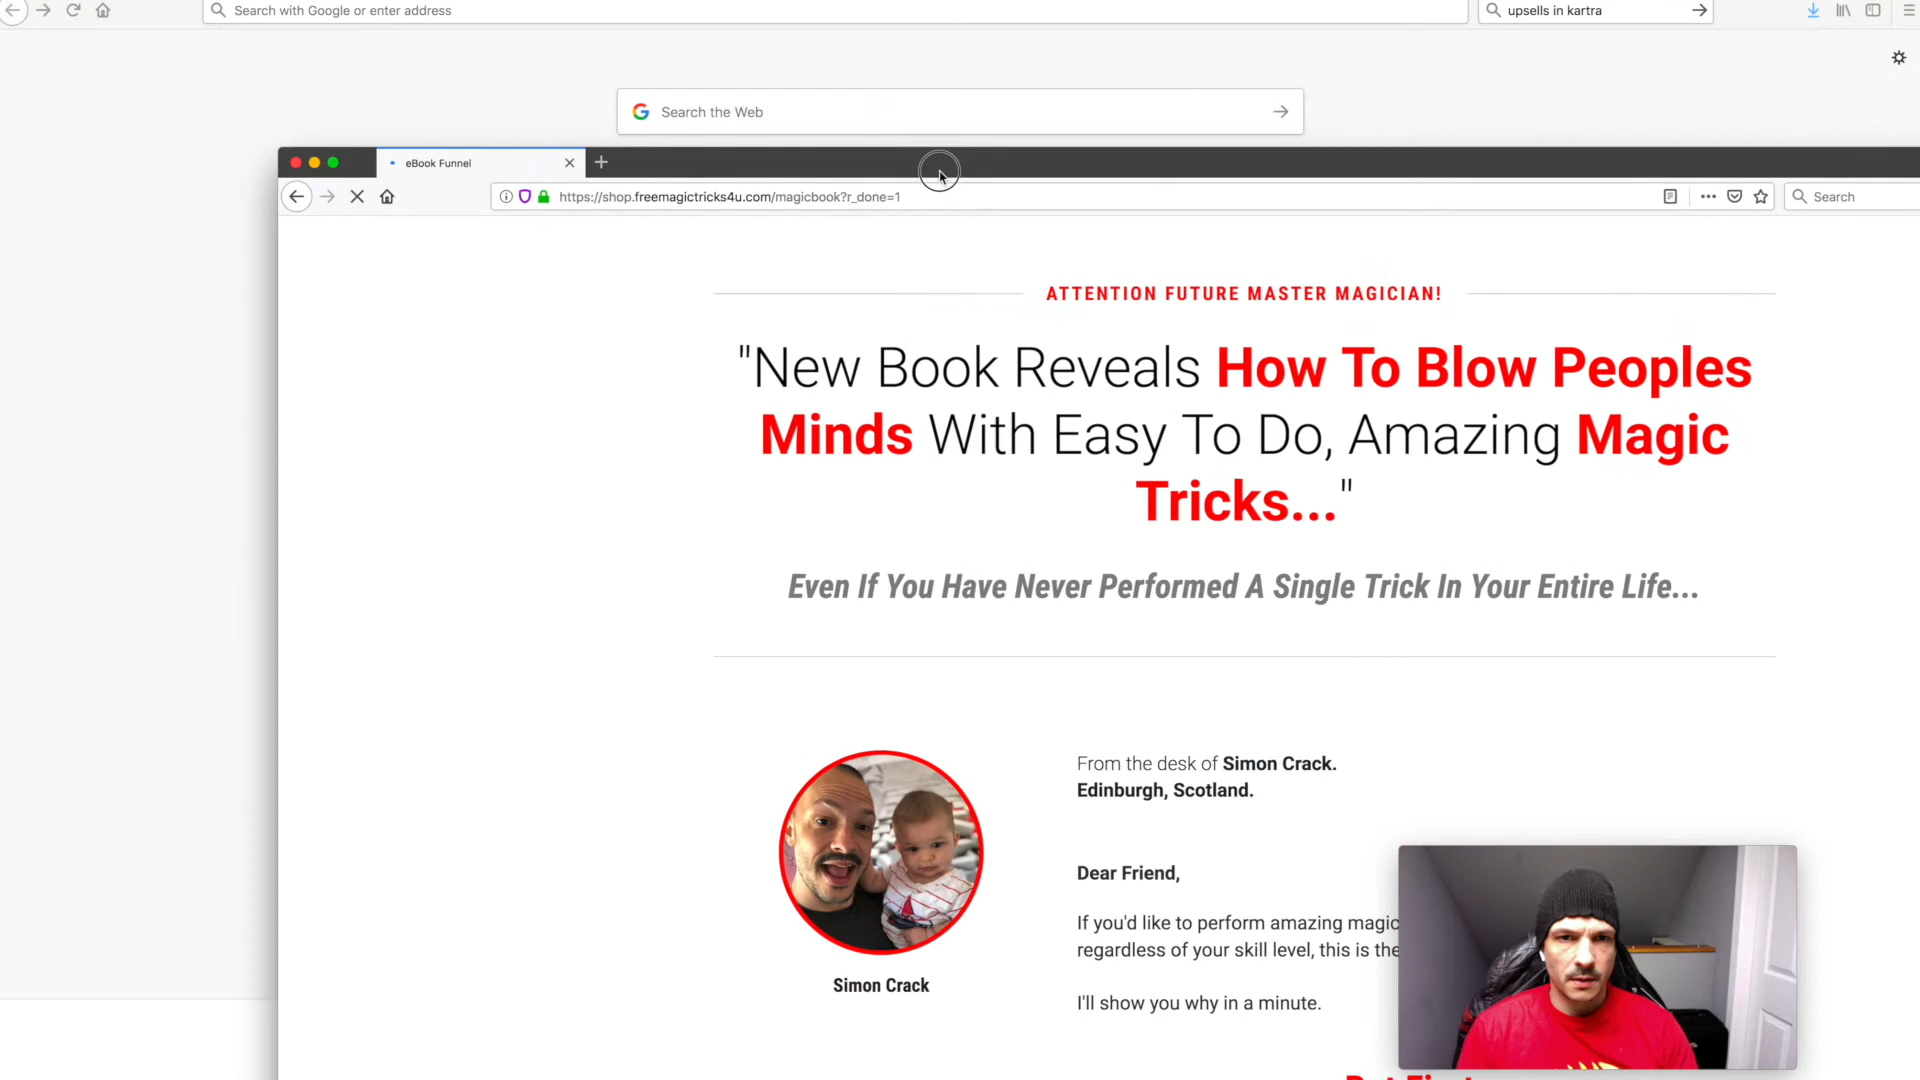 Search with Google or enter address
upsells in kartra
Search the Web
eBook Funnel
https://shop.freemagictricks4u.com/magicbook?r_done=1
Search
ATTENTION FUTURE MASTER MAGICIAN!
"New Book Reveals How To Blow Peoples
Minds With Easy To Do, Amazing Magic
Tricks..."
Even If You Have Never Performed A Single Trick In Your Entire Life...
From the desk of Simon Crack.
Edinburgh, Scotland.
Dear Friend,
If you'd like to perform amazing magic
regardless of your skill level, this is the
Simon Crack
I'll show you why in a minute.